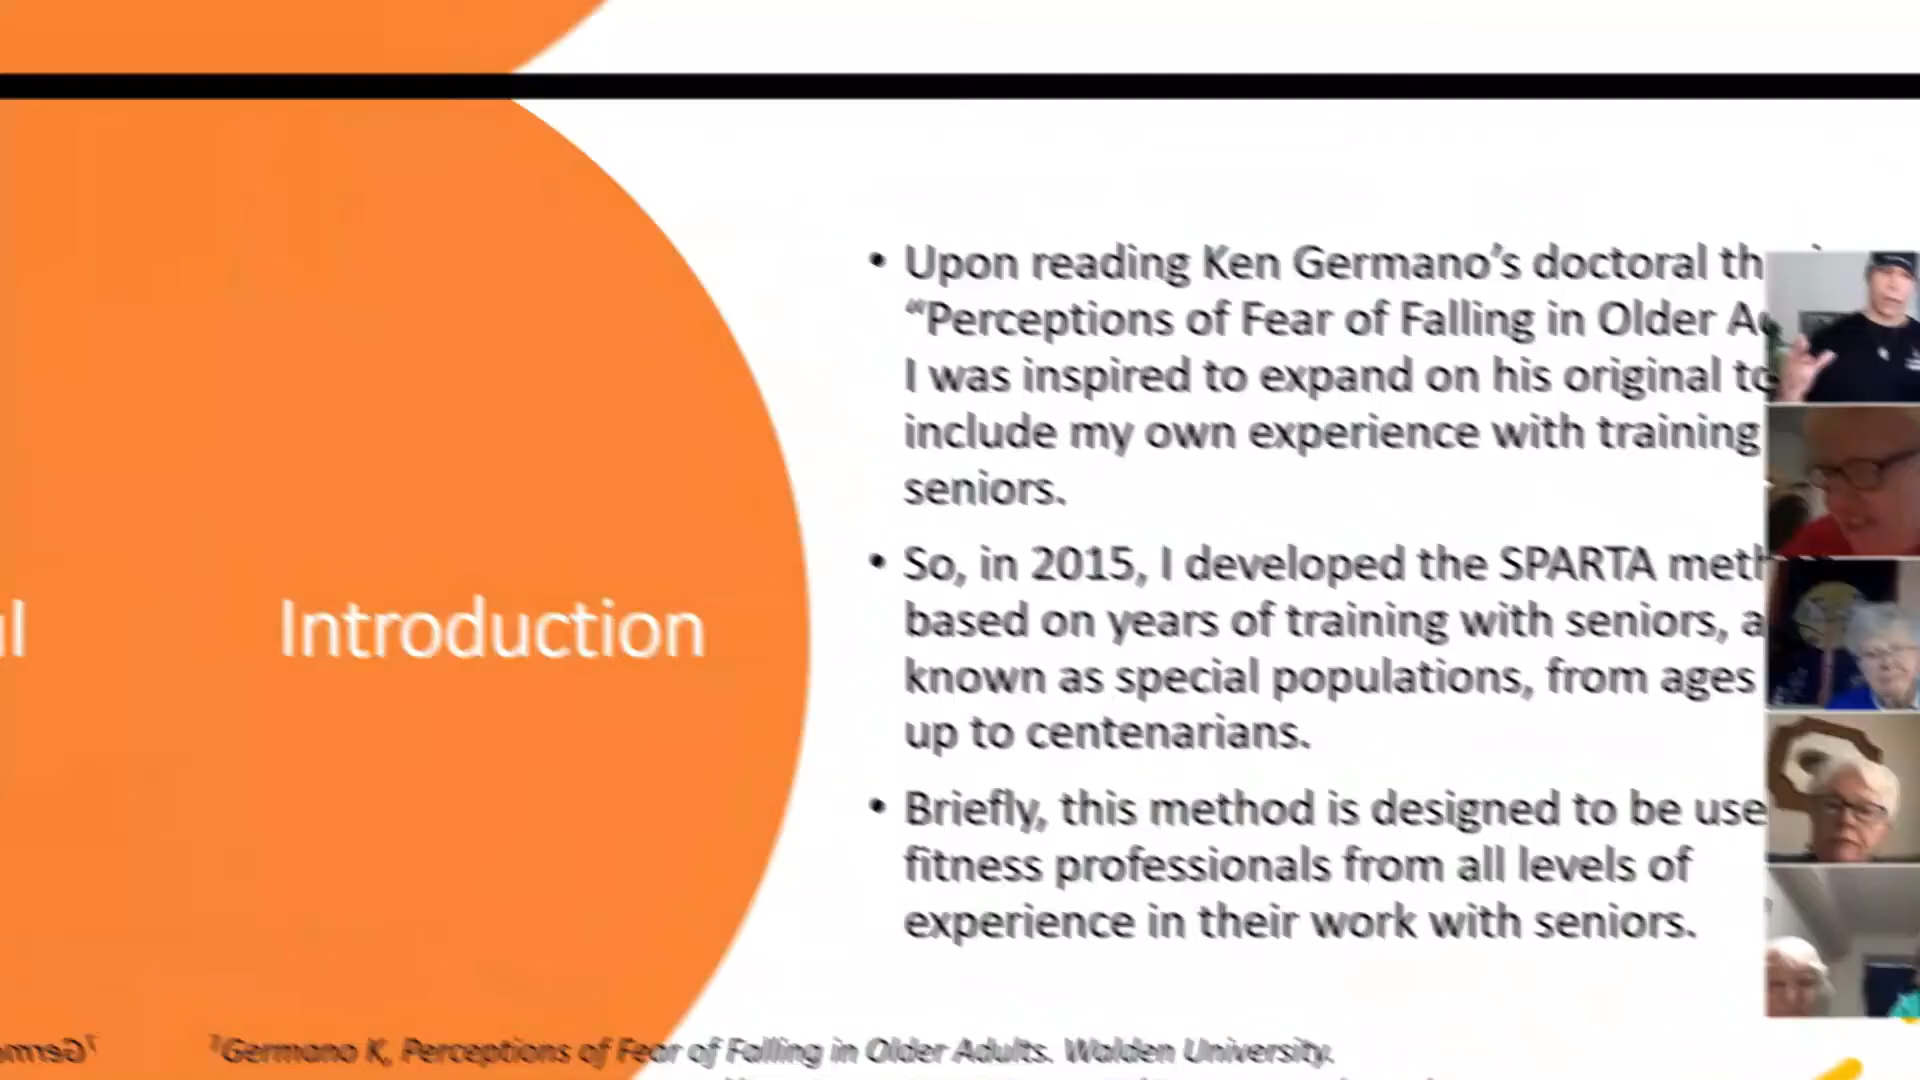 Introduction
• Upon reading Ken Germano’s doctoral
“Perceptions of Fear of Falling in Older
I was inspired to expand on his original
include my own experience with training
seniors.
• So, in 2015, I developed the SPARTA
based on years of training with seniors,
known as special populations, from ages
up to centenarians.
• Briefly, this method is designed to be
fitness professionals from all levels of
experience in their work with seniors.
¹Germano K, Perceptions of Fear of Falling in Older Adults. Walden University.